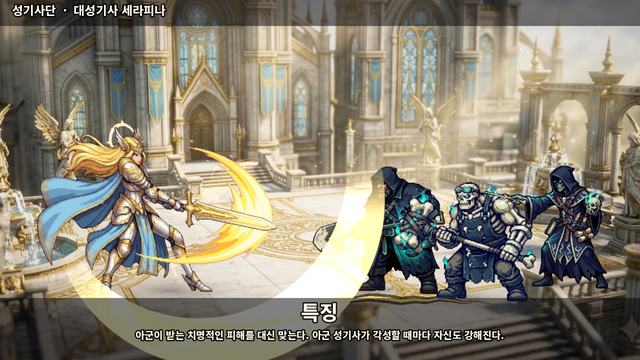 성기사단 · 대성기사 세라피나
특징
아군이 받는 치명적인 피해를 대신 맞는다. 아군 성기사가 각성할 때마다 자신도 강해진다.